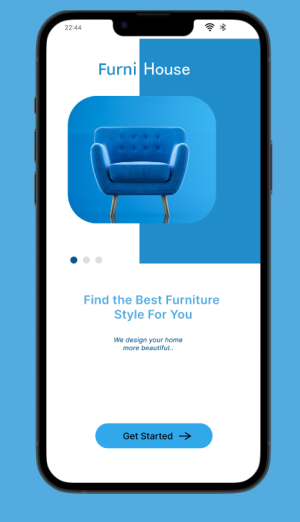 22:44
Furni House
Find the Best Furniture
Style For You
We design your home
more beautiful..
Get Started